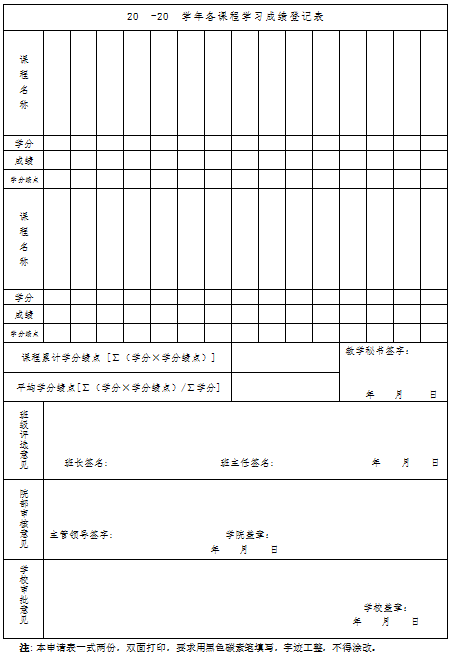 20 -20 学年各课程学习成绩登记表
课程名称
学分
成绩
学分绩点
课程名称
学分
成绩
学分绩点
课程累计学分绩点 [Σ（学分×学分绩点）]
教学秘书签字：
平均学分绩点[Σ（学分×学分绩点）/Σ学分]
年 月 日
班级评选意见
班长签名： 班主任签名： 年 月 日
院部审核意见
主管领导签字： 学院盖章：
年 月 日
学校审批意见
学校盖章：
年 月 日
注：本申请表一式两份，双面打印，要求用黑色碳素笔填写，字迹工整，不得涂改。